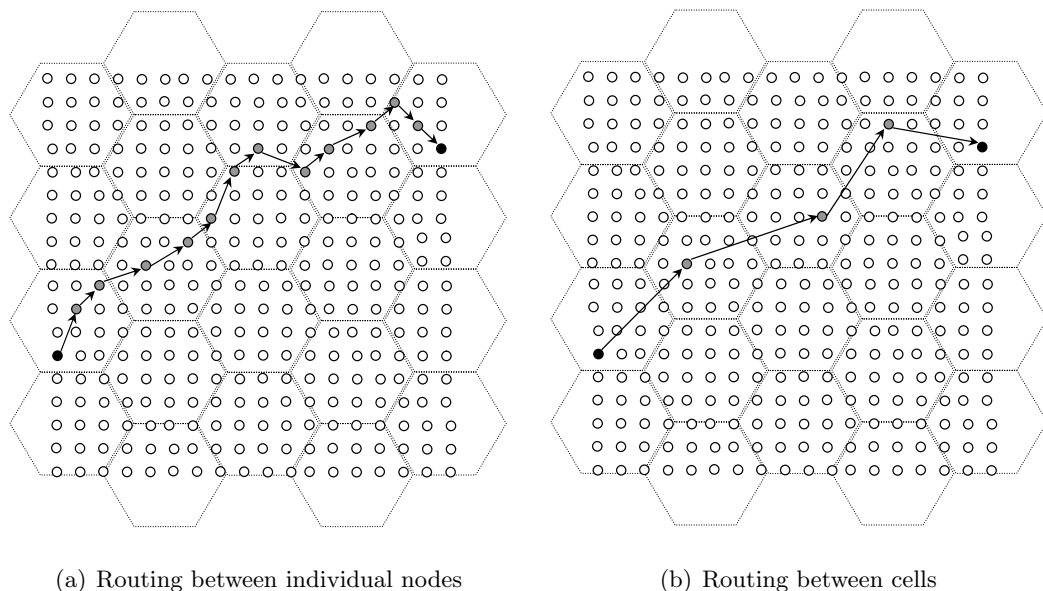 (a) Routing between individual nodes
(b) Routing between cells